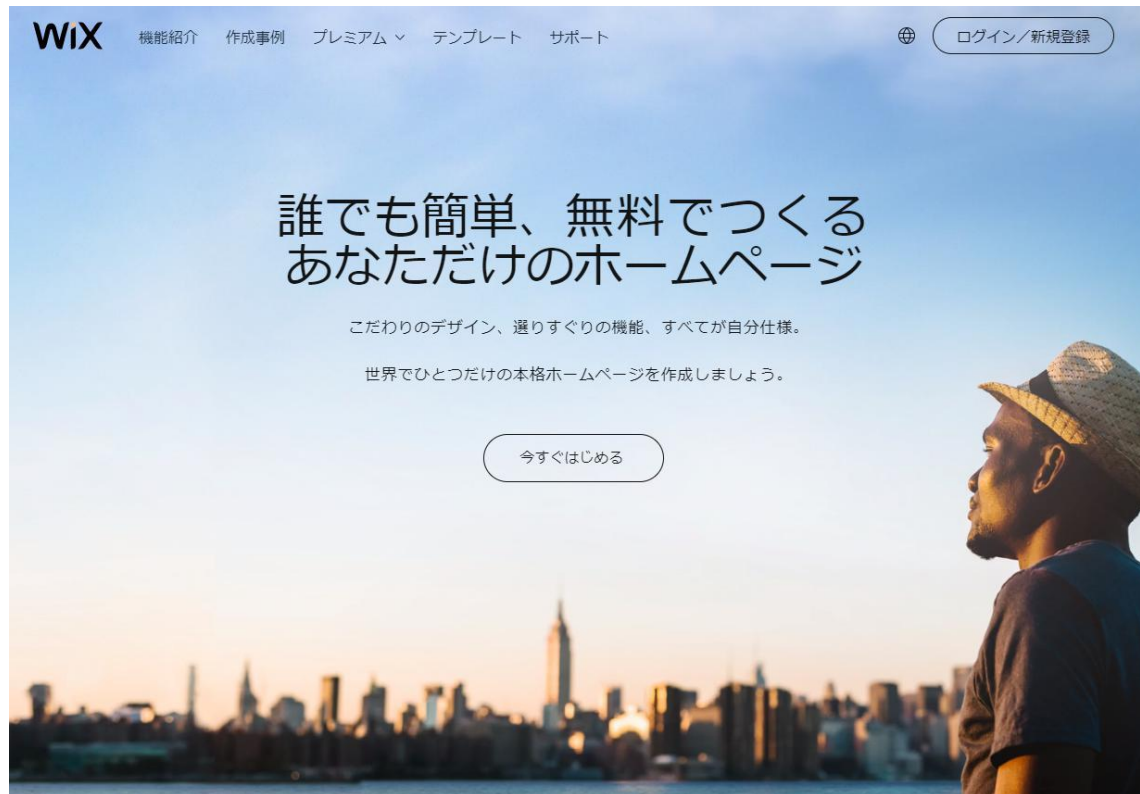 WiX
機能紹介
作成事例
プレミアム
テンプレート
サポート
ログイン／新規登録
誰でも簡単、無料でつくる
あなただけのホームページ
こだわりのデザイン、選りすぐりの機能、すべてが自分仕様。
世界でひとつだけの本格ホームページを作成しましょう。
今すぐはじめる